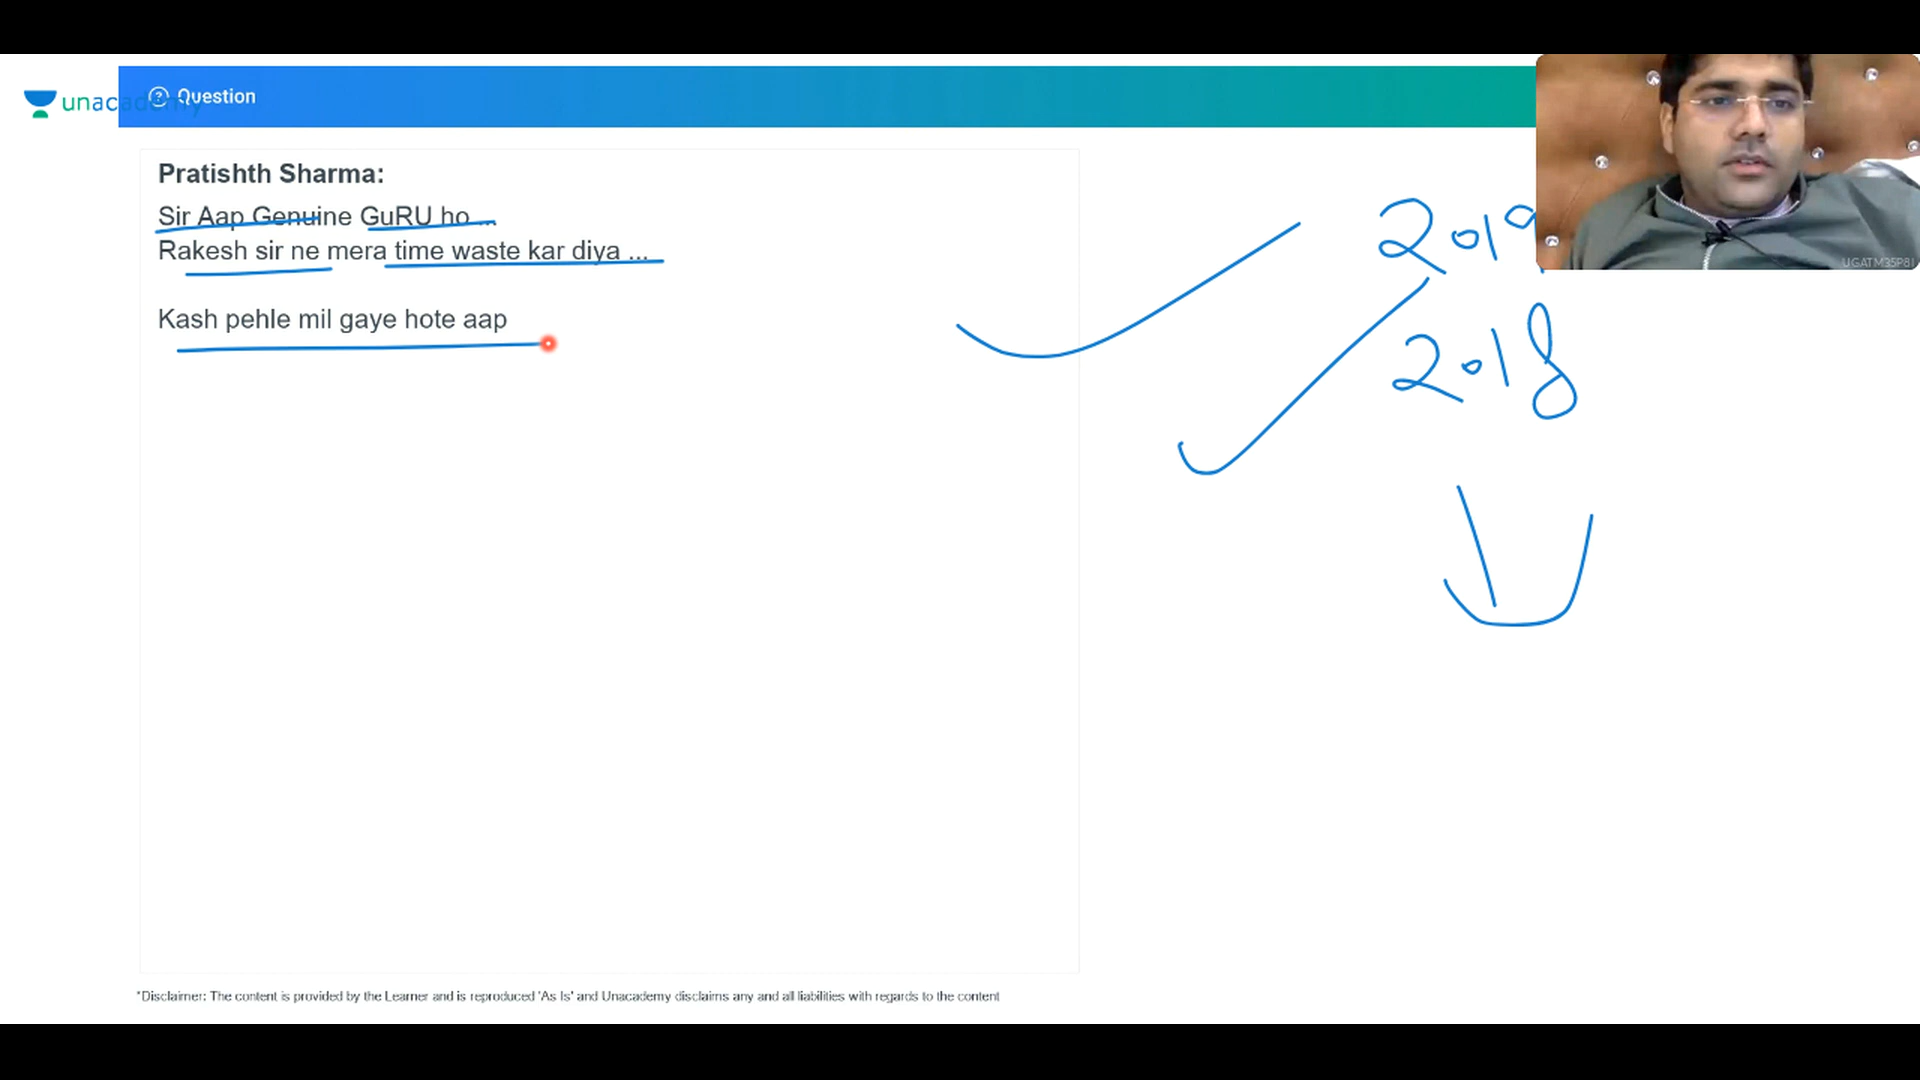 unacademy
Question
Pratishth Sharma:
Sir Aap Genuine GuRU ho ...
Rakesh sir ne mera time waste kar diya ...
Kash pehle mil gaye hote aap
2019
2018
UGATM35P8I
*Disclaimer: The content is provided by the Learner and is reproduced 'As Is' and Unacademy disclaims any and all liabilities with regards to the content